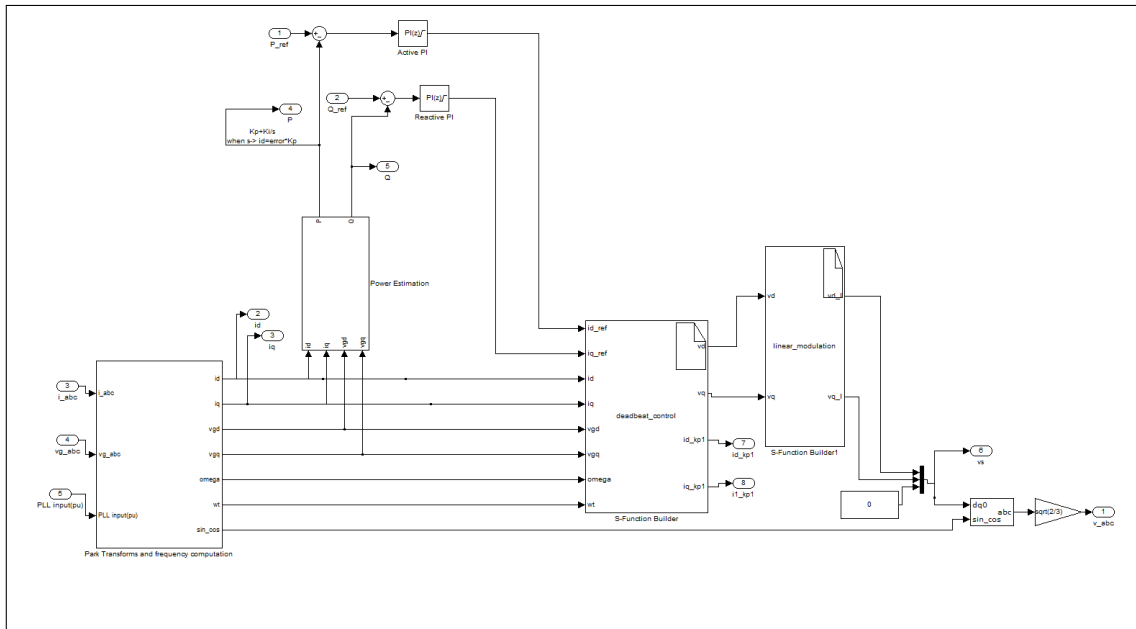 1
P_ref
PI(z)
Active PI
2
Q_ref
PI(z)
Reactive PI
4
P
Kp+Ki/s
when s-> id=error*Kp
5
Q
P
Q
Power Estimation
id
iq
vgd
vgq
2
id
3
iq
3
i_abc
4
vg_abc
5
PLL input(pu)
i_abc
vg_abc
PLL input(pu)
id
iq
vgd
vgq
omega
wt
sin_cos
Park Transforms and frequency computation
id_ref
iq_ref
id
iq
vgd
vgq
omega
wt
deadbeat_control
vd
vq
id_kp1
iq_kp1
S-Function Builder
7
id_kp1
8
i1_kp1
vd
vq
linear_modulation
vd_l
vq_l
S-Function Builder1
0
6
vs
dq0
sin_cos
abc
sqrt(2/3)
1
v_abc